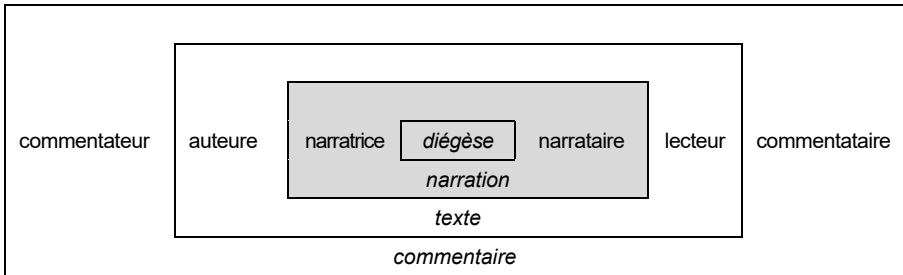 commentateur auteure narratrice diégèse narrataire lecteur commentataire
narration
texte
commentaire